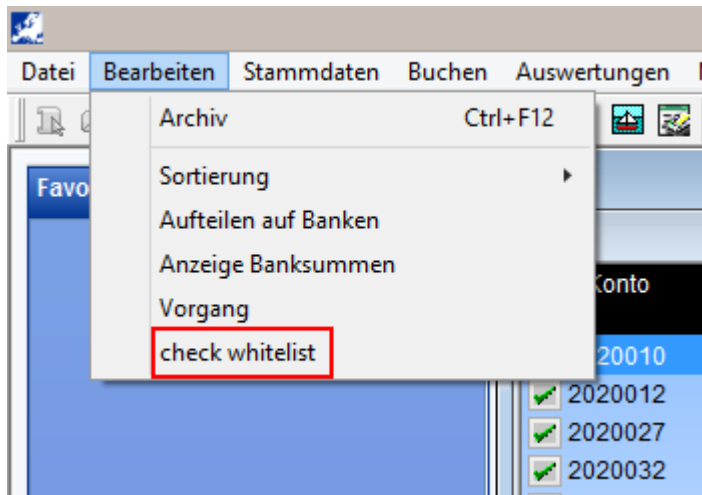 Datei Bearbeiten Stammdaten Buchen Auswertungen
Archiv Ctrl+F12
Favo
Sortierung
Aufteilen auf Banken
Anzeige Banksummen
Konto
Vorgang
check whitelist
20010
2020012
2020027
2020032